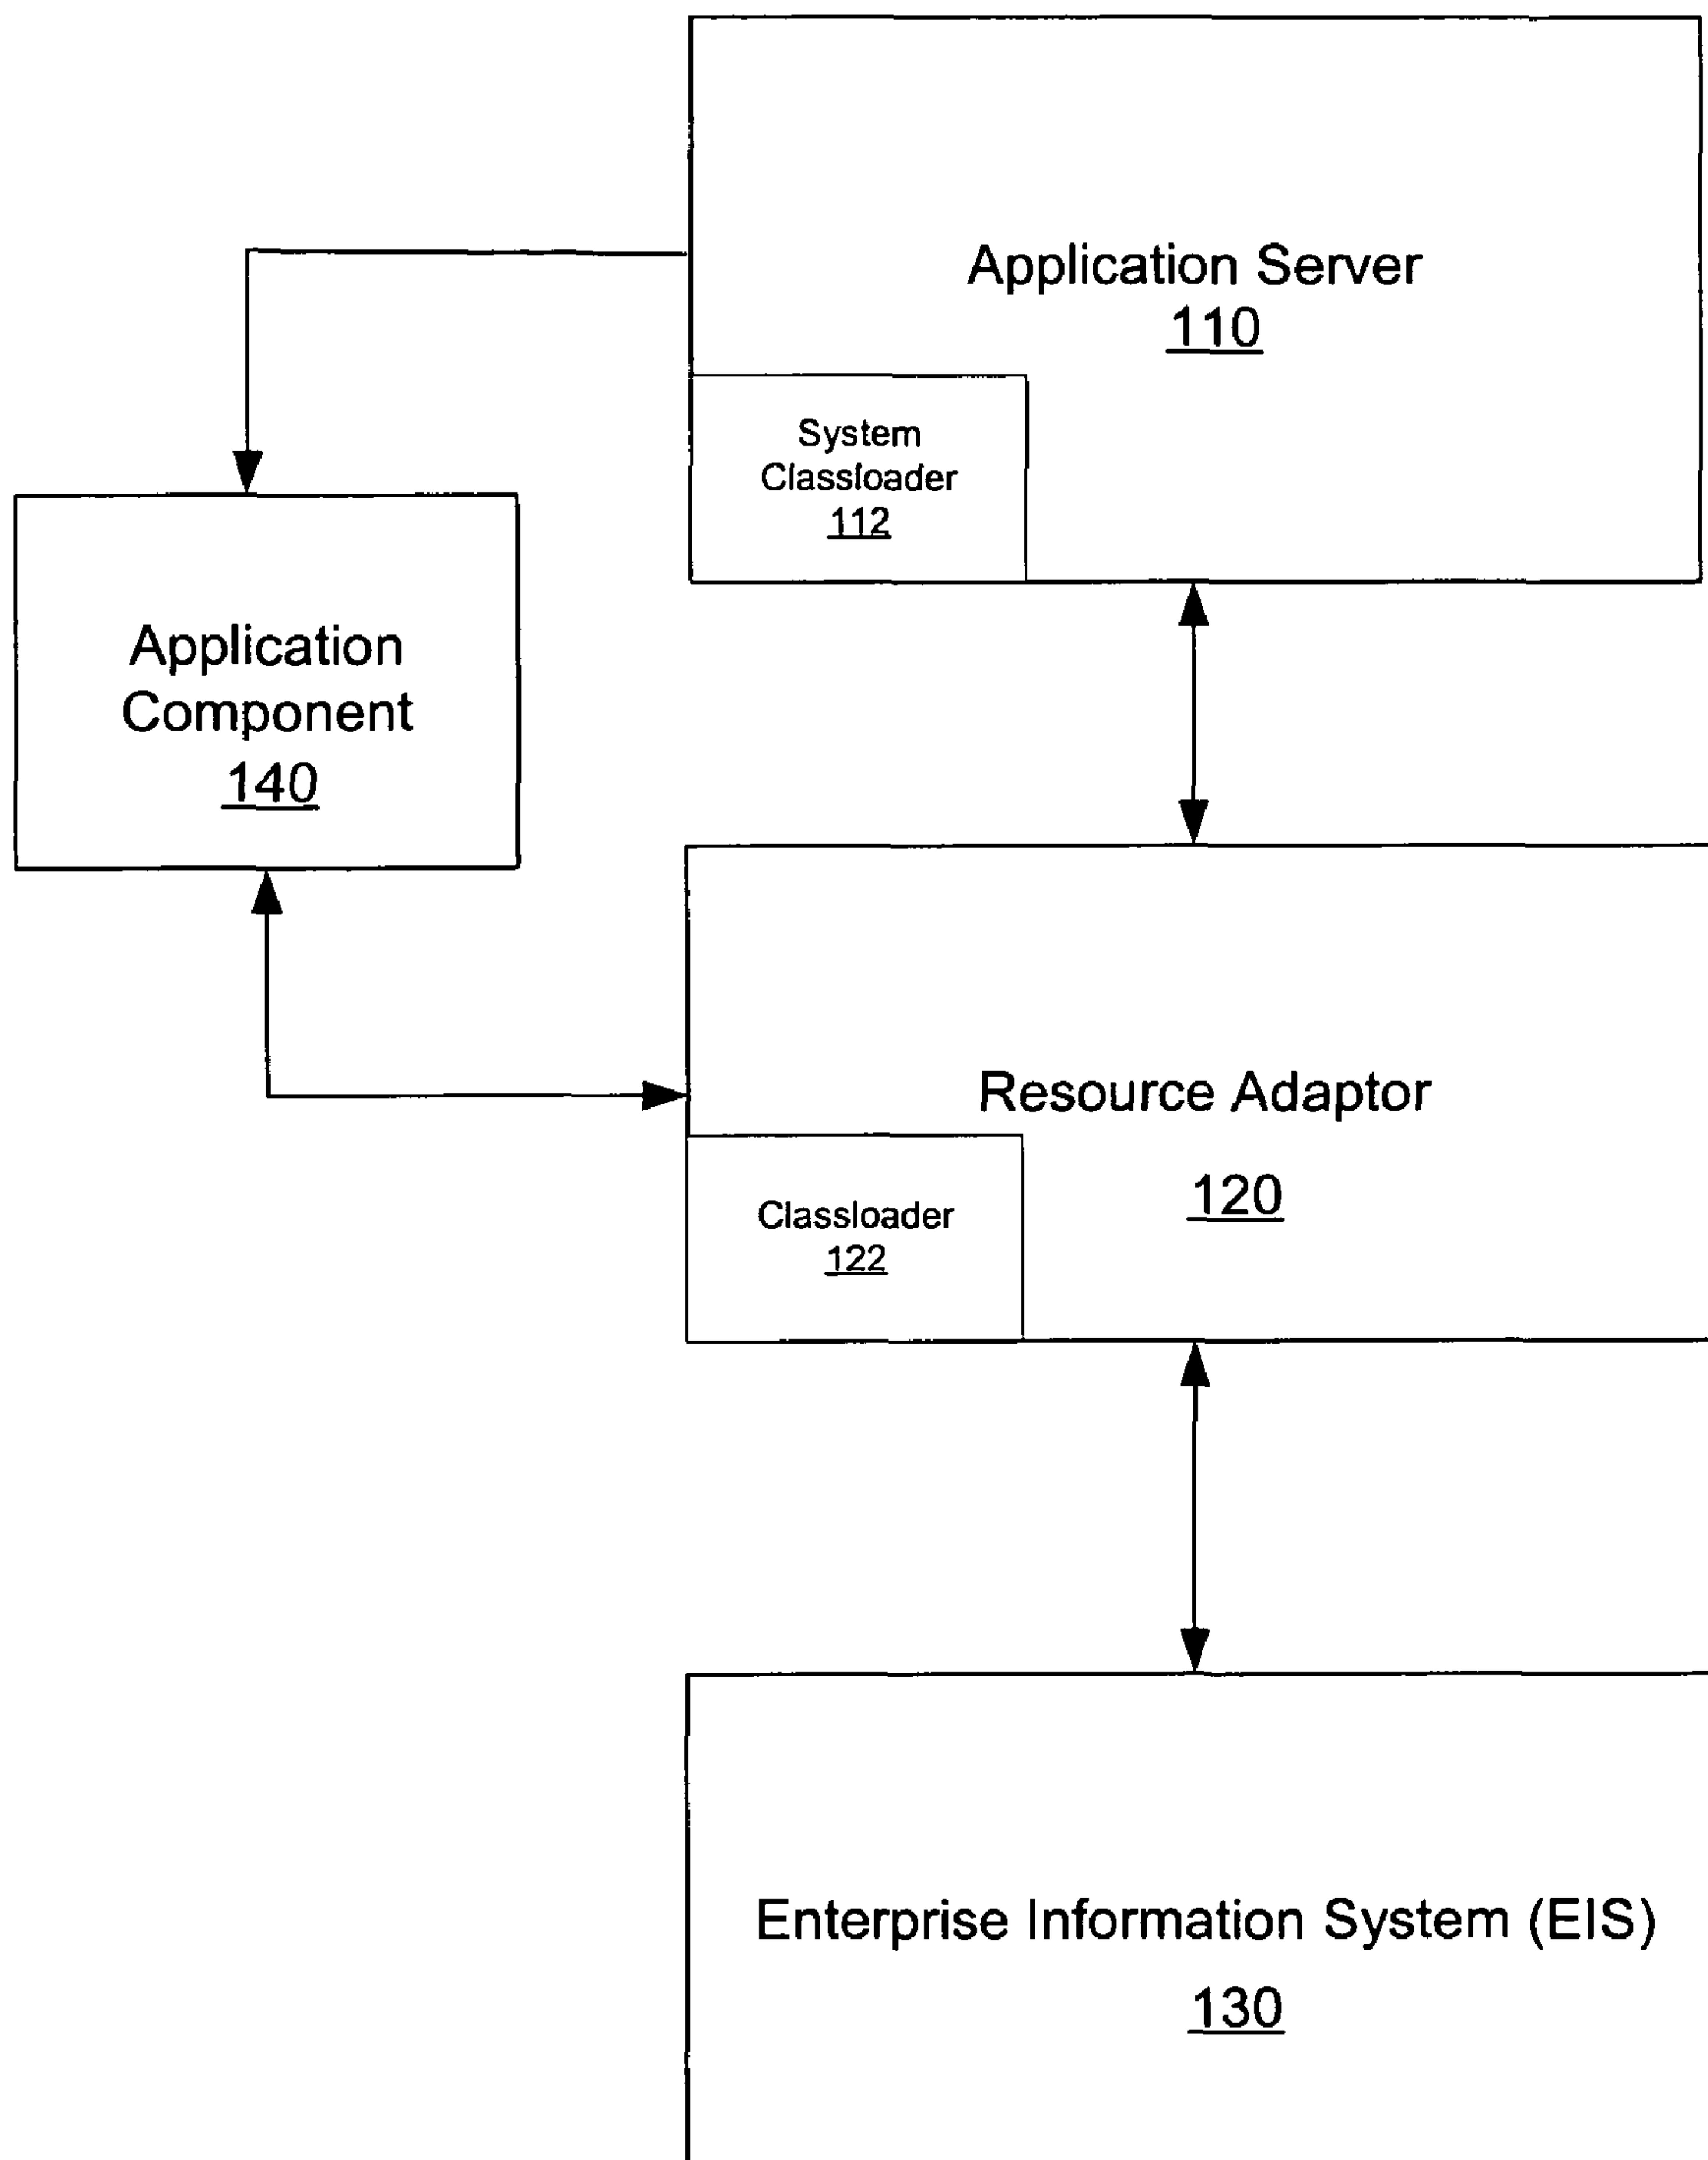 Application Server
110
System
Classloader
112
Application
Component
140
Resource Adaptor
120
Classloader
122
Enterprise Information System (EIS)
130